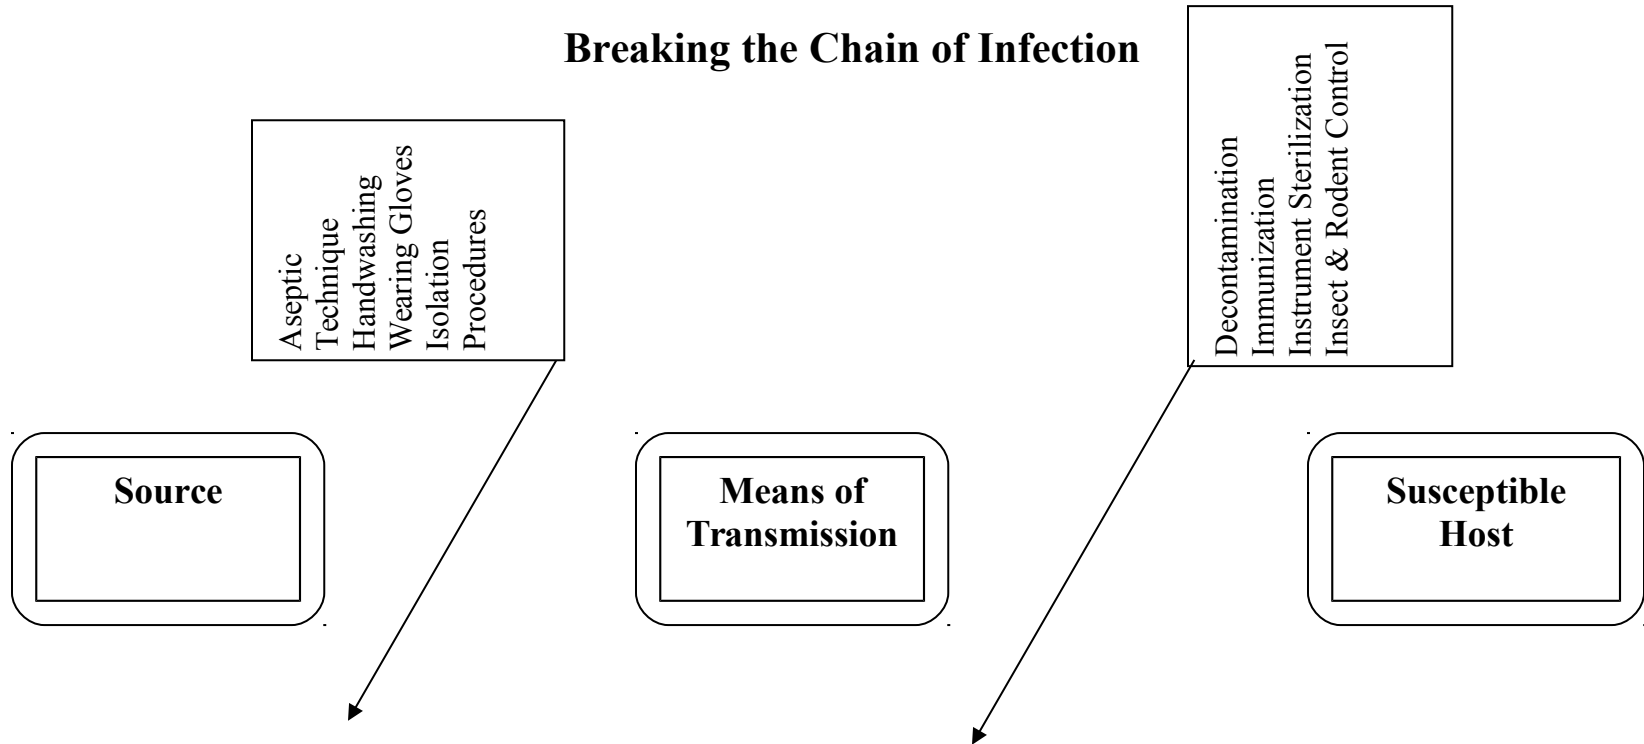 Breaking the Chain of Infection
Aseptic
Technique
Handwashing
Wearing Gloves
Isolation
Procedures
Decontamination
Immunization
Instrument Sterilization
Insect & Rodent Control
Source
Means of
Transmission
Susceptible
Host